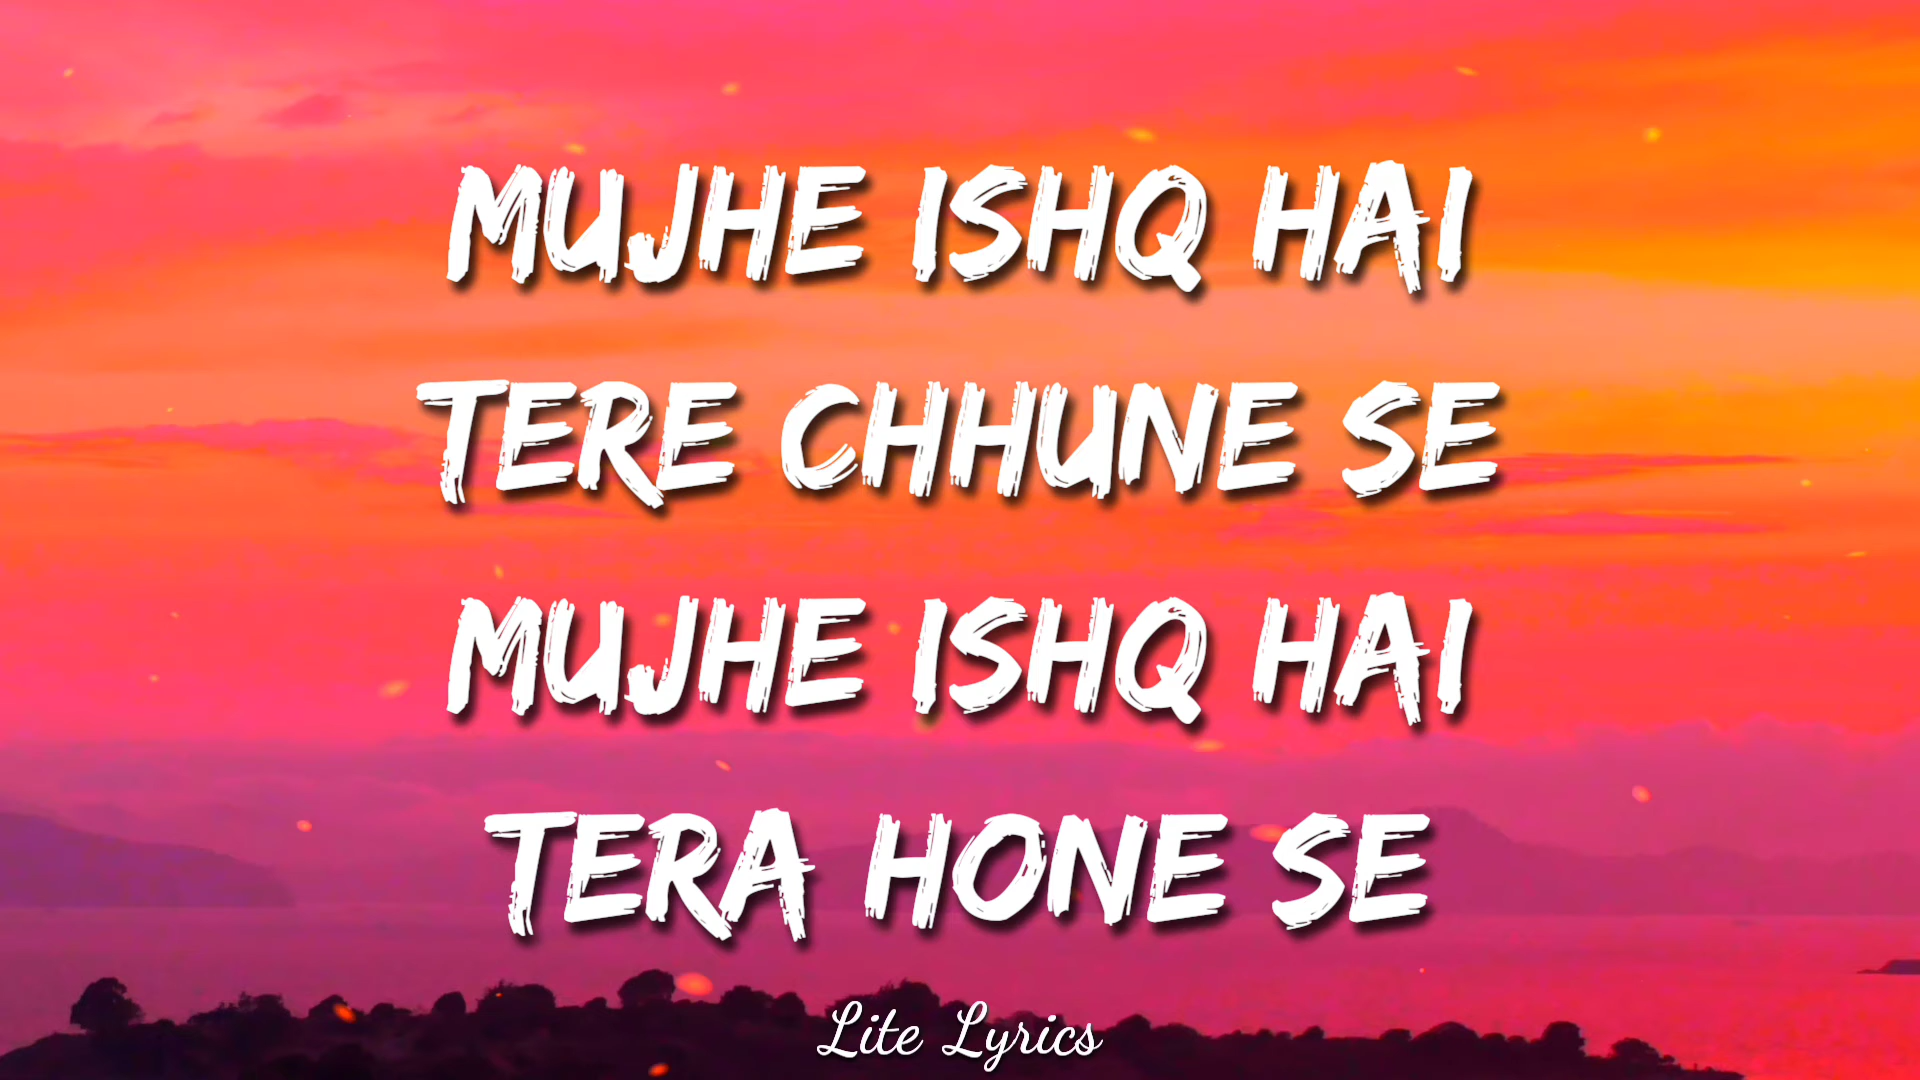 MUJHE ISHQ HAI
TERE CHHUNE SE
MUJHE ISHQ HAI
TERA HONE SE
Lite Lyrics